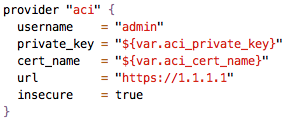 provider "aci" {
  username    = "admin"
  private_key = "${var.aci_private_key}"
  cert_name   = "${var.aci_cert_name}"
  url         = "https://1.1.1.1"
  insecure    = true
}